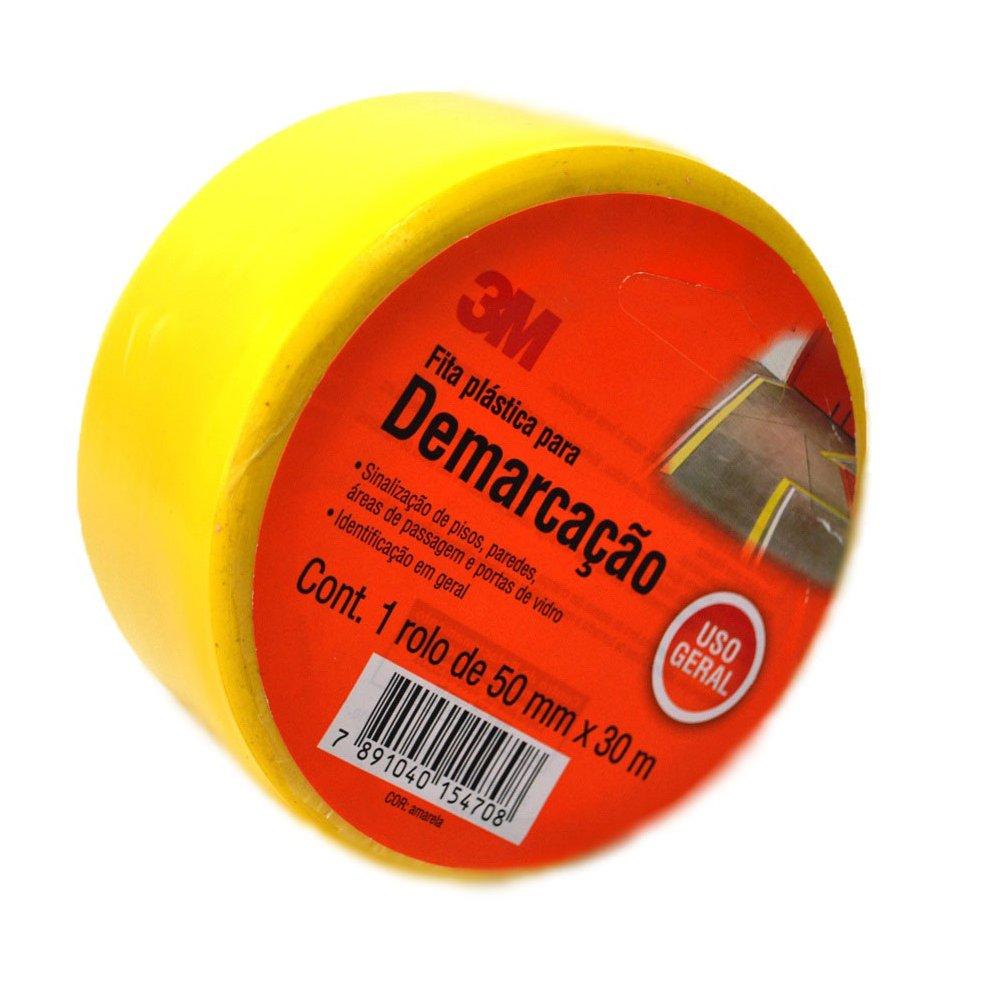 3M
Fita plástica para
Demarcação
• Sinalização de pisos, paredes,
áreas de passagem e portas de vidro
• Identificação em geral
Cont. 1 rolo de 50 mm x 30 m
USO
GERAL
7 891040 154708
COR: amarela